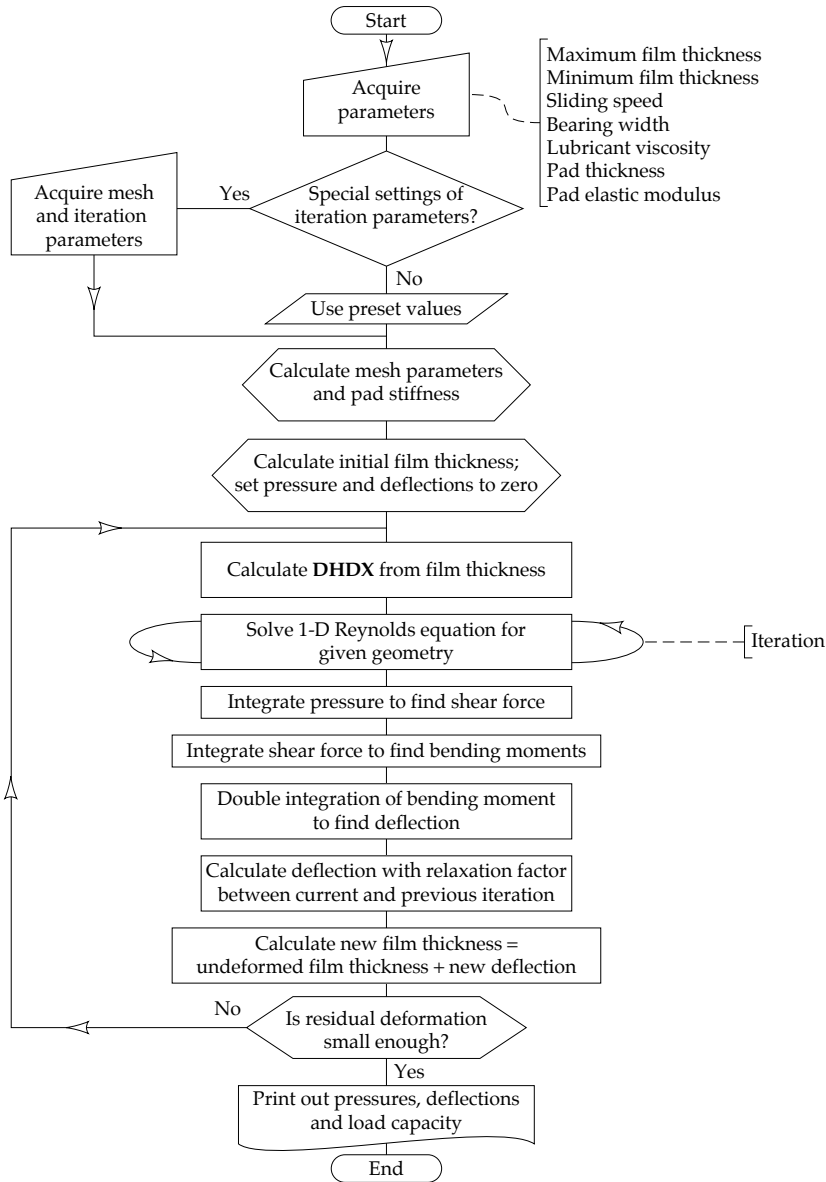 Start
Acquire
parameters
Maximum film thickness
Minimum film thickness
Sliding speed
Bearing width
Lubricant viscosity
Pad thickness
Pad elastic modulus
Special settings of
iteration parameters?
Yes
Acquire mesh
and iteration
parameters
No
Use preset values
Calculate mesh parameters
and pad stiffness
Calculate initial film thickness;
set pressure and deflections to zero
Calculate DHDX from film thickness
Solve 1-D Reynolds equation for
given geometry
Iteration
Integrate pressure to find shear force
Integrate shear force to find bending moments
Double integration of bending moment
to find deflection
Calculate deflection with relaxation factor
between current and previous iteration
Calculate new film thickness =
undeformed film thickness + new deflection
No
Is residual deformation
small enough?
Yes
Print out pressures, deflections
and load capacity
End